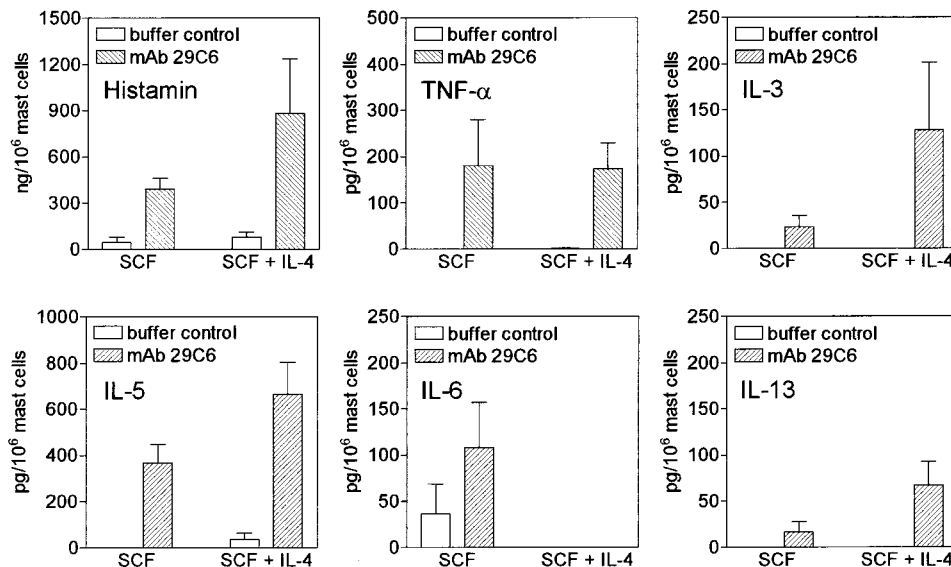 buffer control
mAb 29C6
Histamin
ng/10⁶ mast cells
1500
1200
900
600
300
0
SCF
SCF + IL-4
buffer control
mAb 29C6
TNF-α
pg/10⁶ mast cells
500
400
300
200
100
0
SCF
SCF + IL-4
buffer control
mAb 29C6
IL-3
pg/10⁶ mast cells
250
200
150
100
50
0
SCF
SCF + IL-4
buffer control
mAb 29C6
IL-5
pg/10⁶ mast cells
1000
800
600
400
200
0
SCF
SCF + IL-4
buffer control
mAb 29C6
IL-6
pg/10⁶ mast cells
250
200
150
100
50
0
SCF
SCF + IL-4
buffer control
mAb 29C6
IL-13
pg/10⁶ mast cells
250
200
150
100
50
0
SCF
SCF + IL-4